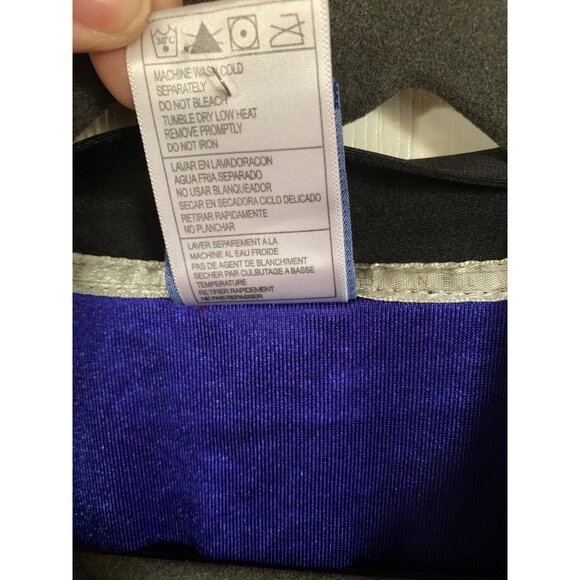 30°C
MACHINE WASH COLD
SEPARATELY
DO NOT BLEACH
TUMBLE DRY LOW HEAT
REMOVE PROMPTLY
DO NOT IRON
LAVAR EN LAVADORACON
AGUA FRIA SEPARADO
NO USAR BLANQUEADOR
SECAR EN SECADORA CICLO DELICADO
RETIRAR RAPIDAMENTE
NO PLANCHAR
LAVER SEPAREMENT A LA
MACHINE AL EAU FROIDE
PAS DE AGENT DE BLANCHIMENT
SECHER PAR CULBUTAGE A BASSE
TEMPERATURE
RETIRER RAPIDEMENT
NE PAS REPASSER